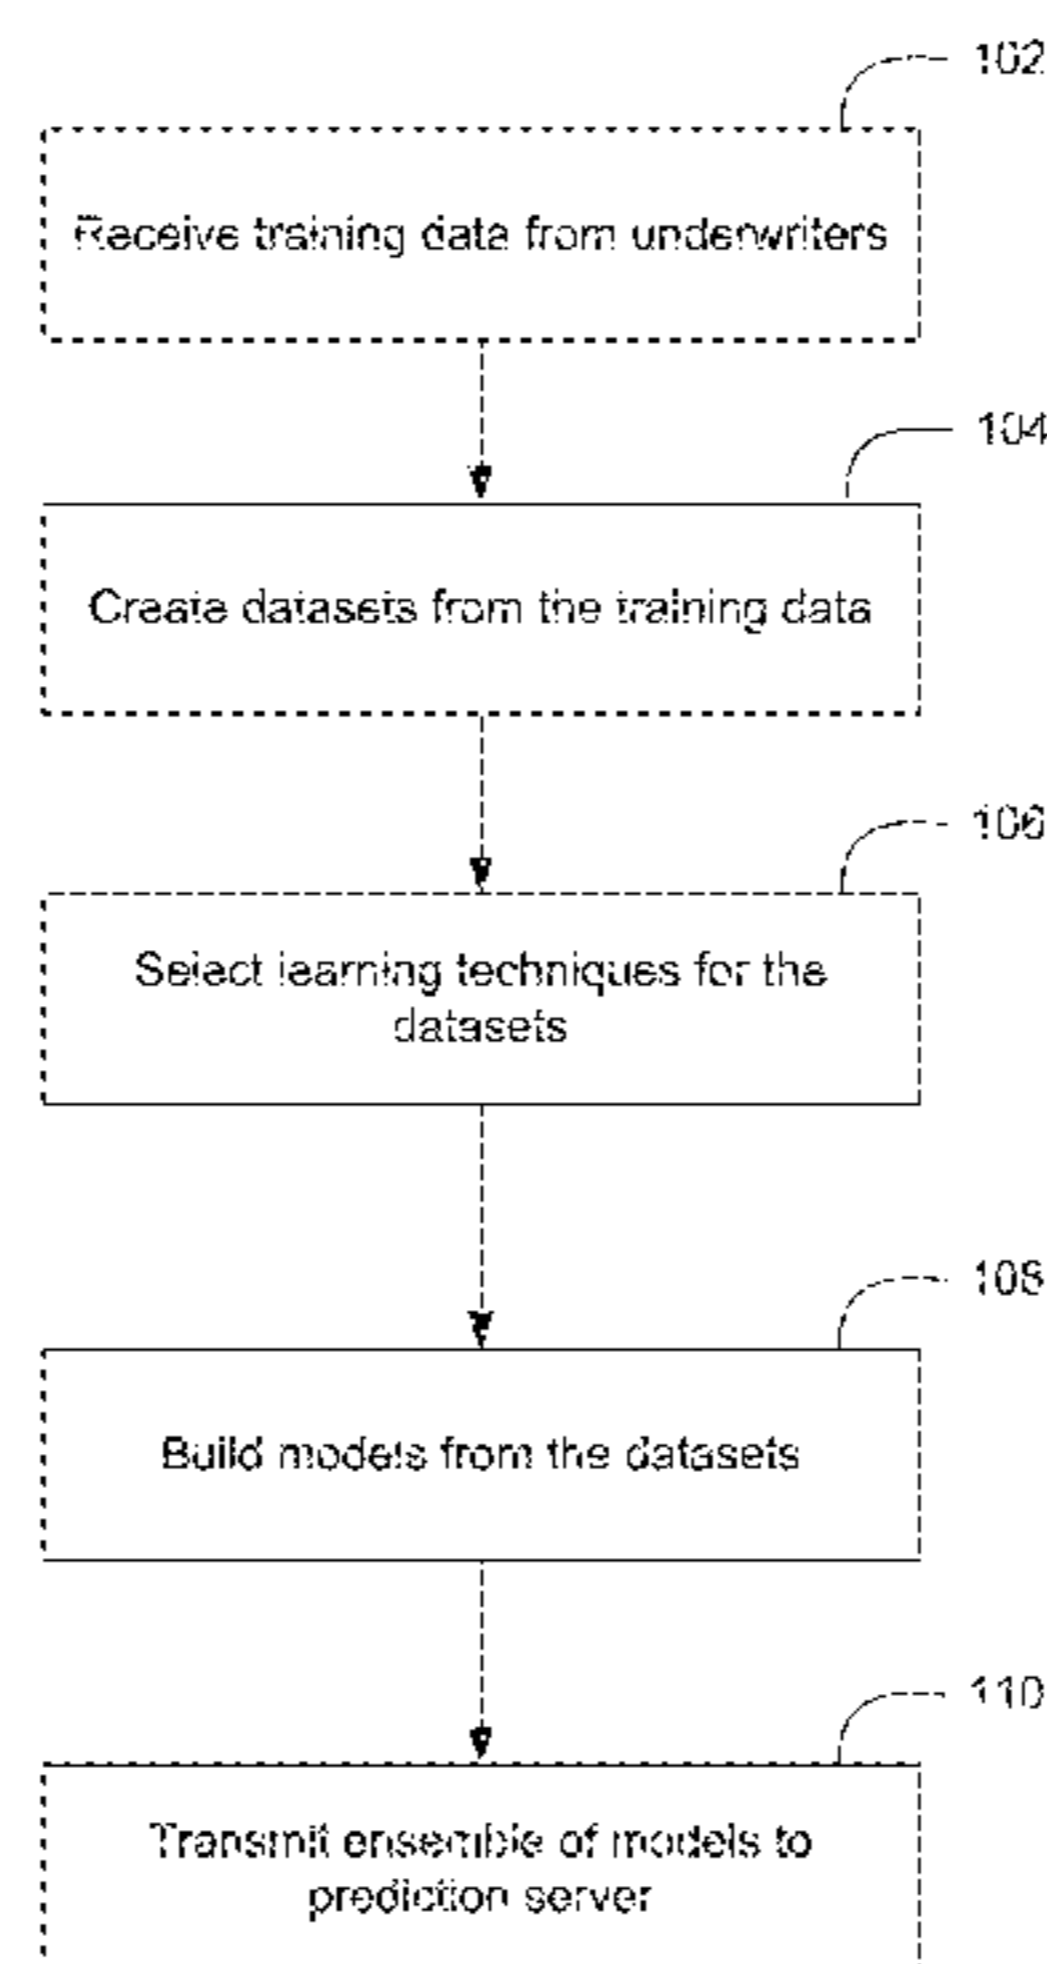 102
Receive training data from underwriters
104
Create datasets from the training data
106
Select learning techniques for the
datasets
108
Build models from the datasets
110
Transmit ensemble of models to
prediction server